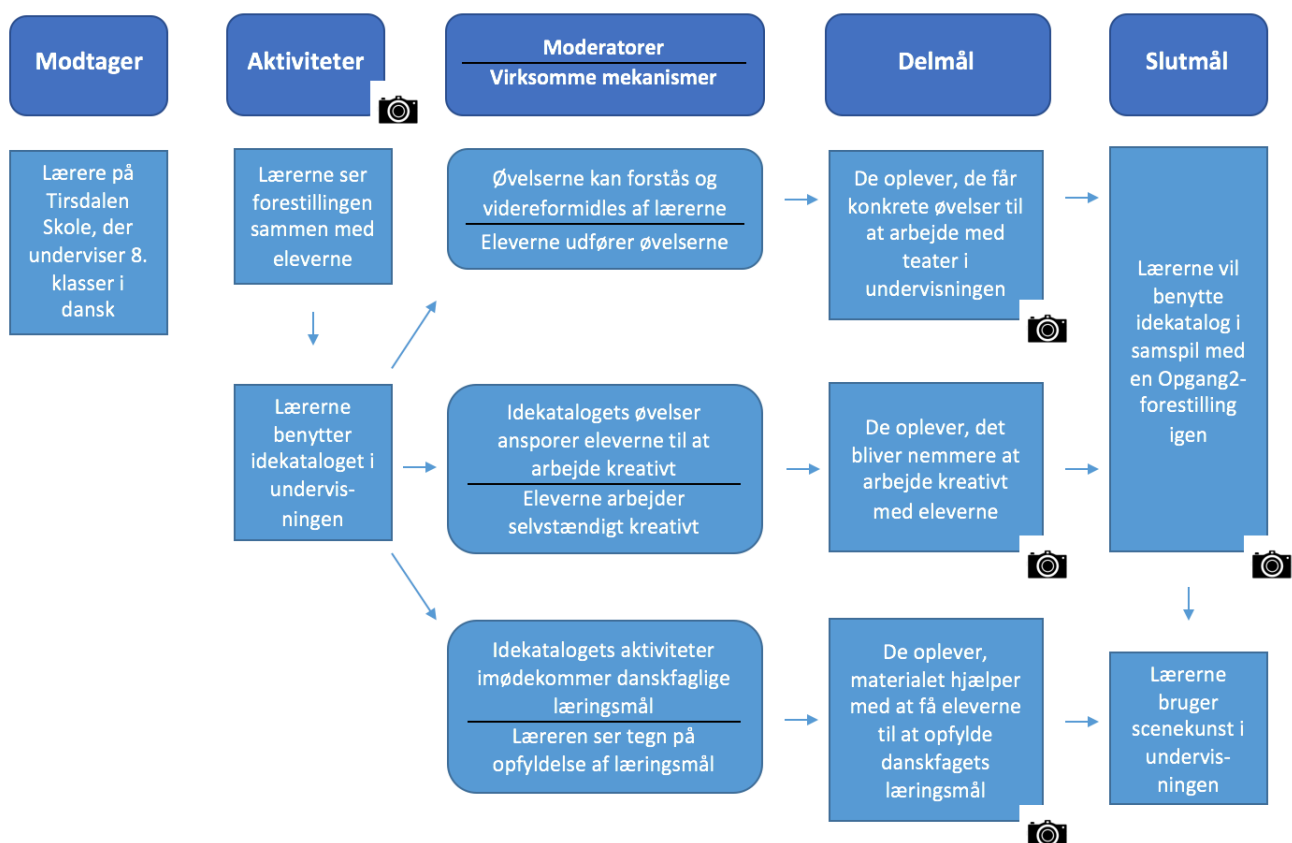 Modtager
Aktiviteter
Moderatorer
Virksomme mekanismer
Delmål
Slutmål
Lærere på
Tirsdalen
Skole, der
underviser 8.
klasser i
dansk
Lærerne ser
forestillingen
sammen med
eleverne
Lærerne
benytter
idekataloget i
undervis-
ningen
Øvelserne kan forstås og
videreformidles af lærerne
Eleverne udfører øvelserne
Idekatalogets øvelser
ansporer eleverne til at
arbejde kreativt
Eleverne arbejder
selvstændigt kreativt
Idekatalogets aktiviteter
imødekommer danskfaglige
læringsmål
Læreren ser tegn på
opfyldelse af læringsmål
De oplever, de får
konkrete øvelser til
at arbejde med
teater i
undervisningen
De oplever, det
bliver nemmere at
arbejde kreativt
med eleverne
De oplever,
materialet hjælper
med at få eleverne
til at opfylde
danskfagets
læringsmål
Lærerne vil
benytte
idekatalog i
samspil med
en Opgang2-
forestilling
igen
Lærerne
bruger
scenekunst i
undervis-
ningen